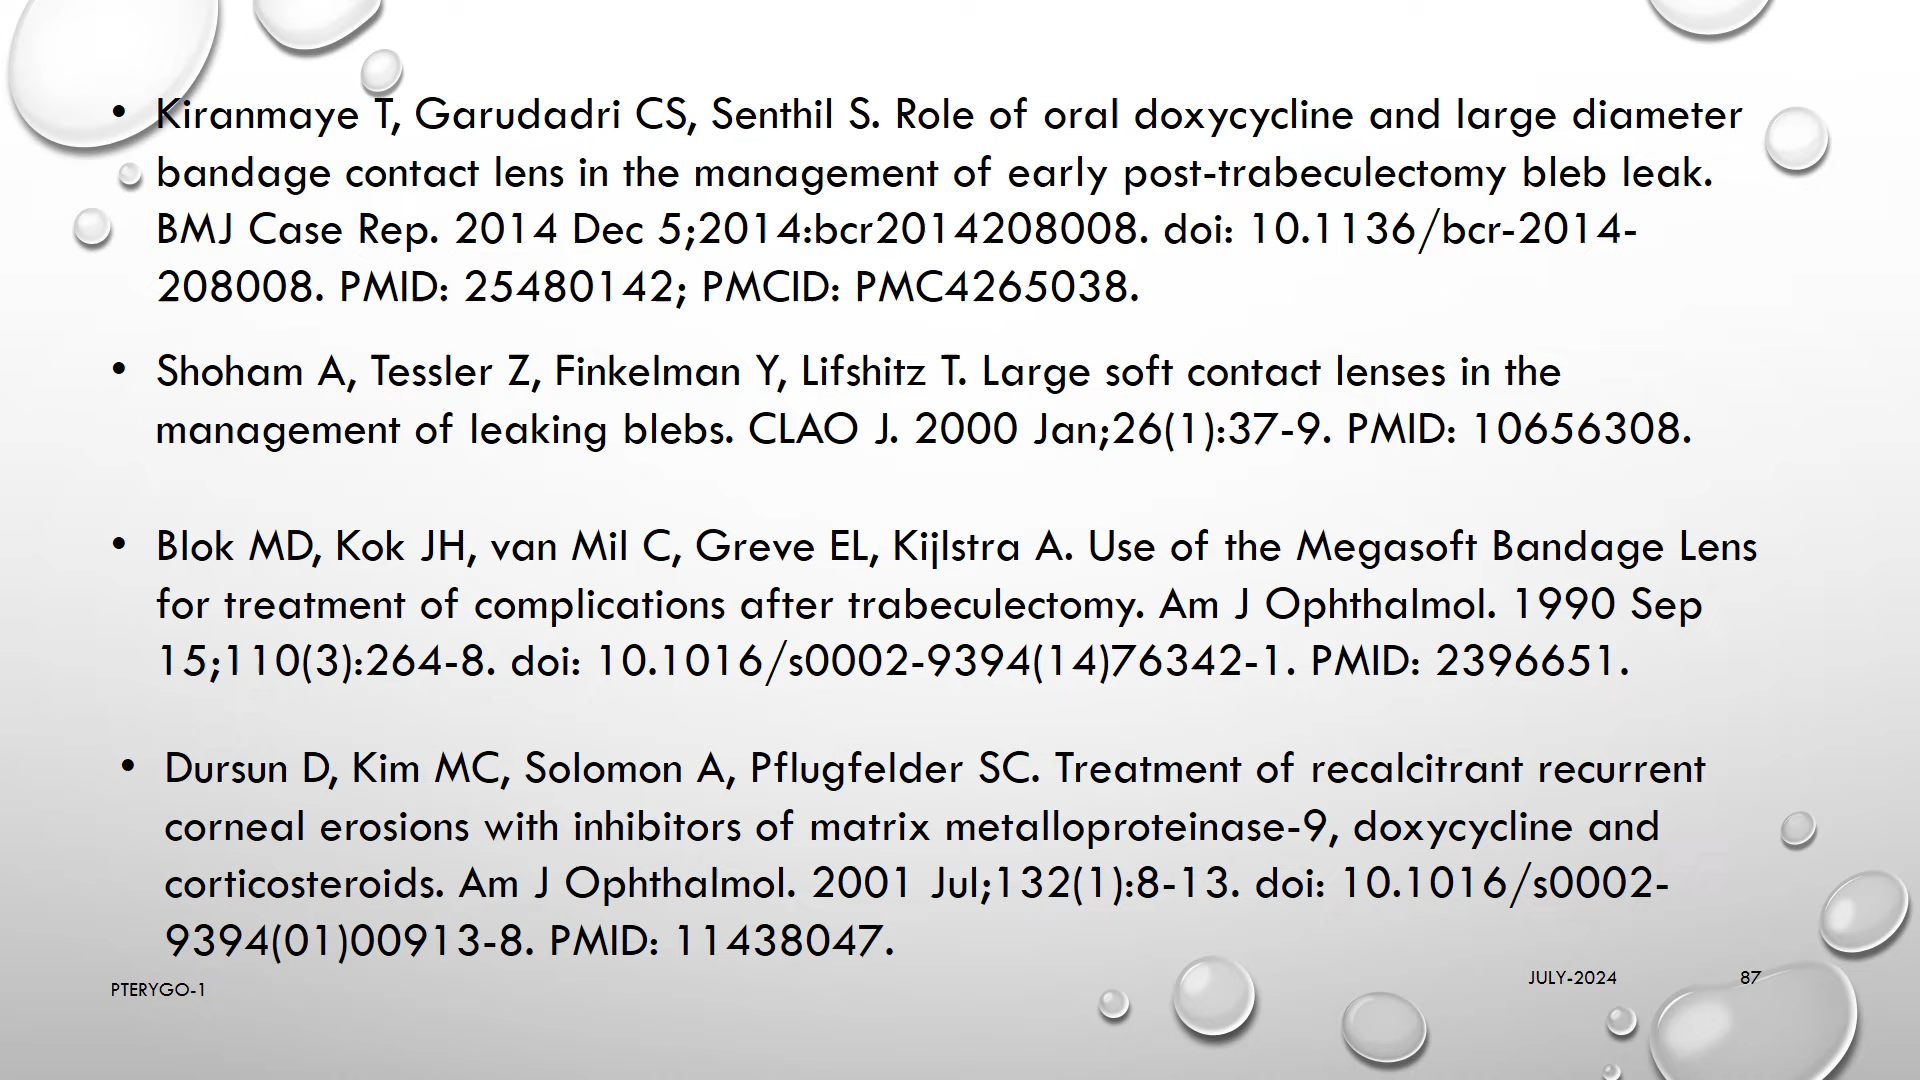 • Kiranmaye T, Garudadri CS, Senthil S. Role of oral doxycycline and large diameter
bandage contact lens in the management of early post-trabeculectomy bleb leak.
BMJ Case Rep. 2014 Dec 5;2014:bcr2014208008. doi: 10.1136/bcr-2014-
208008. PMID: 25480142; PMCID: PMC4265038.
• Shoham A, Tessler Z, Finkelman Y, Lifshitz T. Large soft contact lenses in the
management of leaking blebs. CLAO J. 2000 Jan;26(1):37-9. PMID: 10656308.
• Blok MD, Kok JH, van Mil C, Greve EL, Kijlstra A. Use of the Megasoft Bandage Lens
for treatment of complications after trabeculectomy. Am J Ophthalmol. 1990 Sep
15;110(3):264-8. doi: 10.1016/s0002-9394(14)76342-1. PMID: 2396651.
• Dursun D, Kim MC, Solomon A, Pflugfelder SC. Treatment of recalcitrant recurrent
corneal erosions with inhibitors of matrix metalloproteinase-9, doxycycline and
corticosteroids. Am J Ophthalmol. 2001 Jul;132(1):8-13. doi: 10.1016/s0002-
9394(01)00913-8. PMID: 11438047.
PTERYGO-1
JULY-2024
87